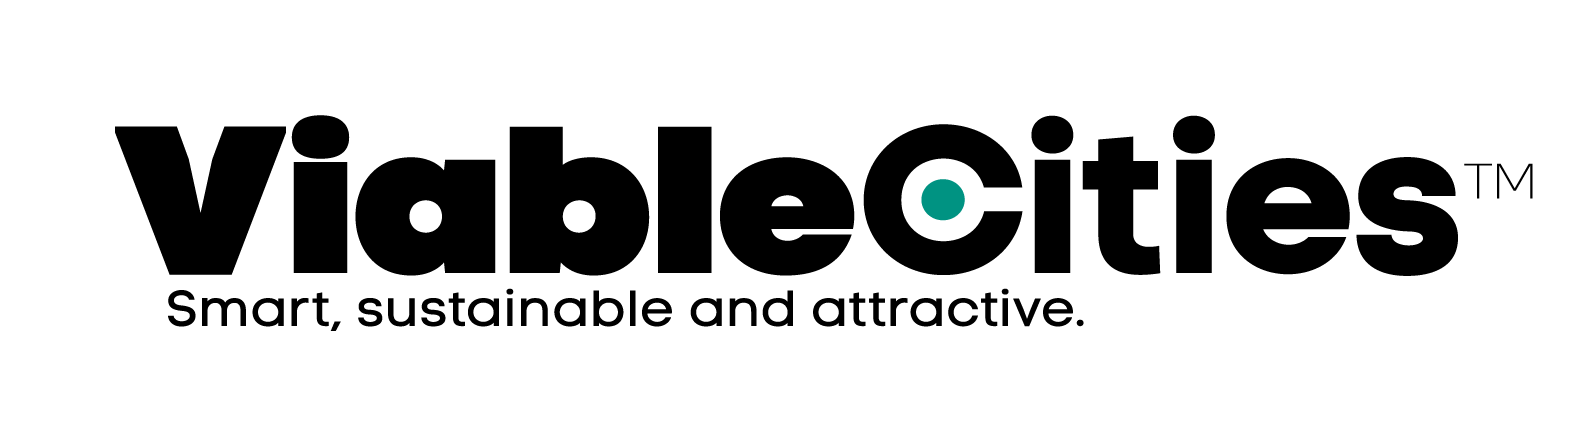 ViableCities™
Smart, sustainable and attractive.